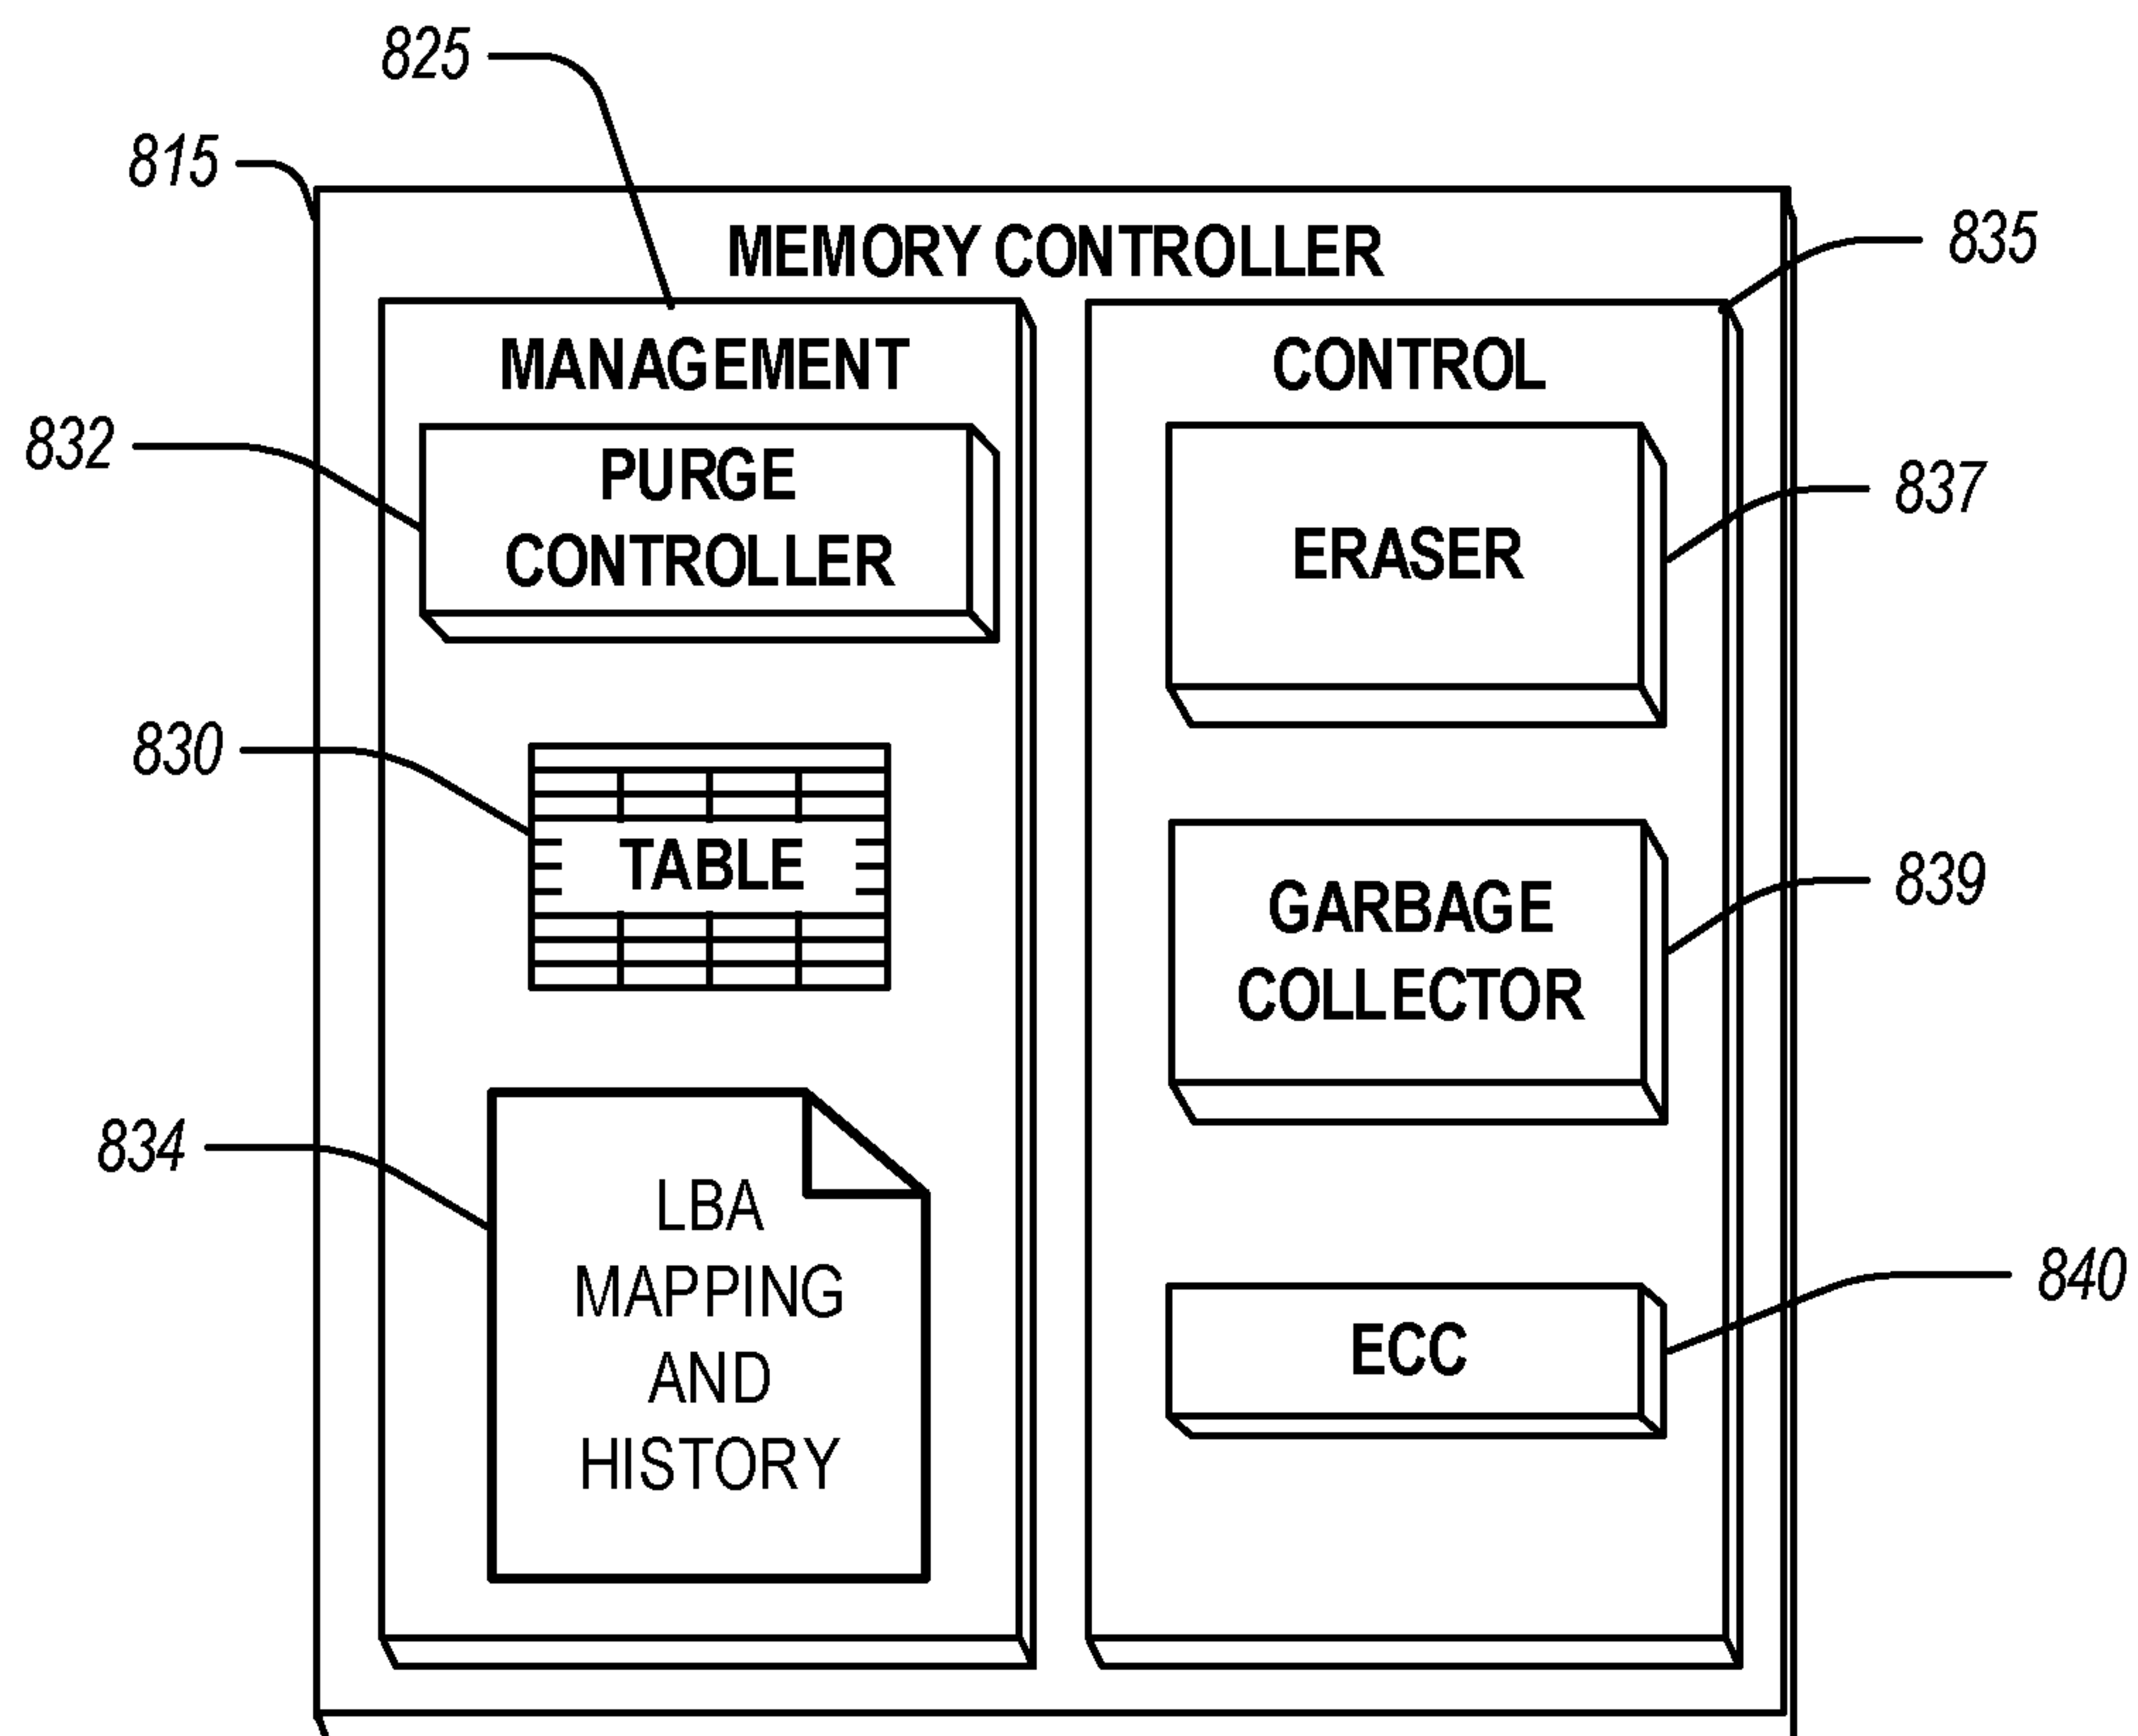 825
815
MEMORY CONTROLLER
835
MANAGEMENT
CONTROL
832
PURGE
CONTROLLER
837
ERASER
830
TABLE
839
GARBAGE
COLLECTOR
834
LBA
MAPPING
AND
HISTORY
840
ECC